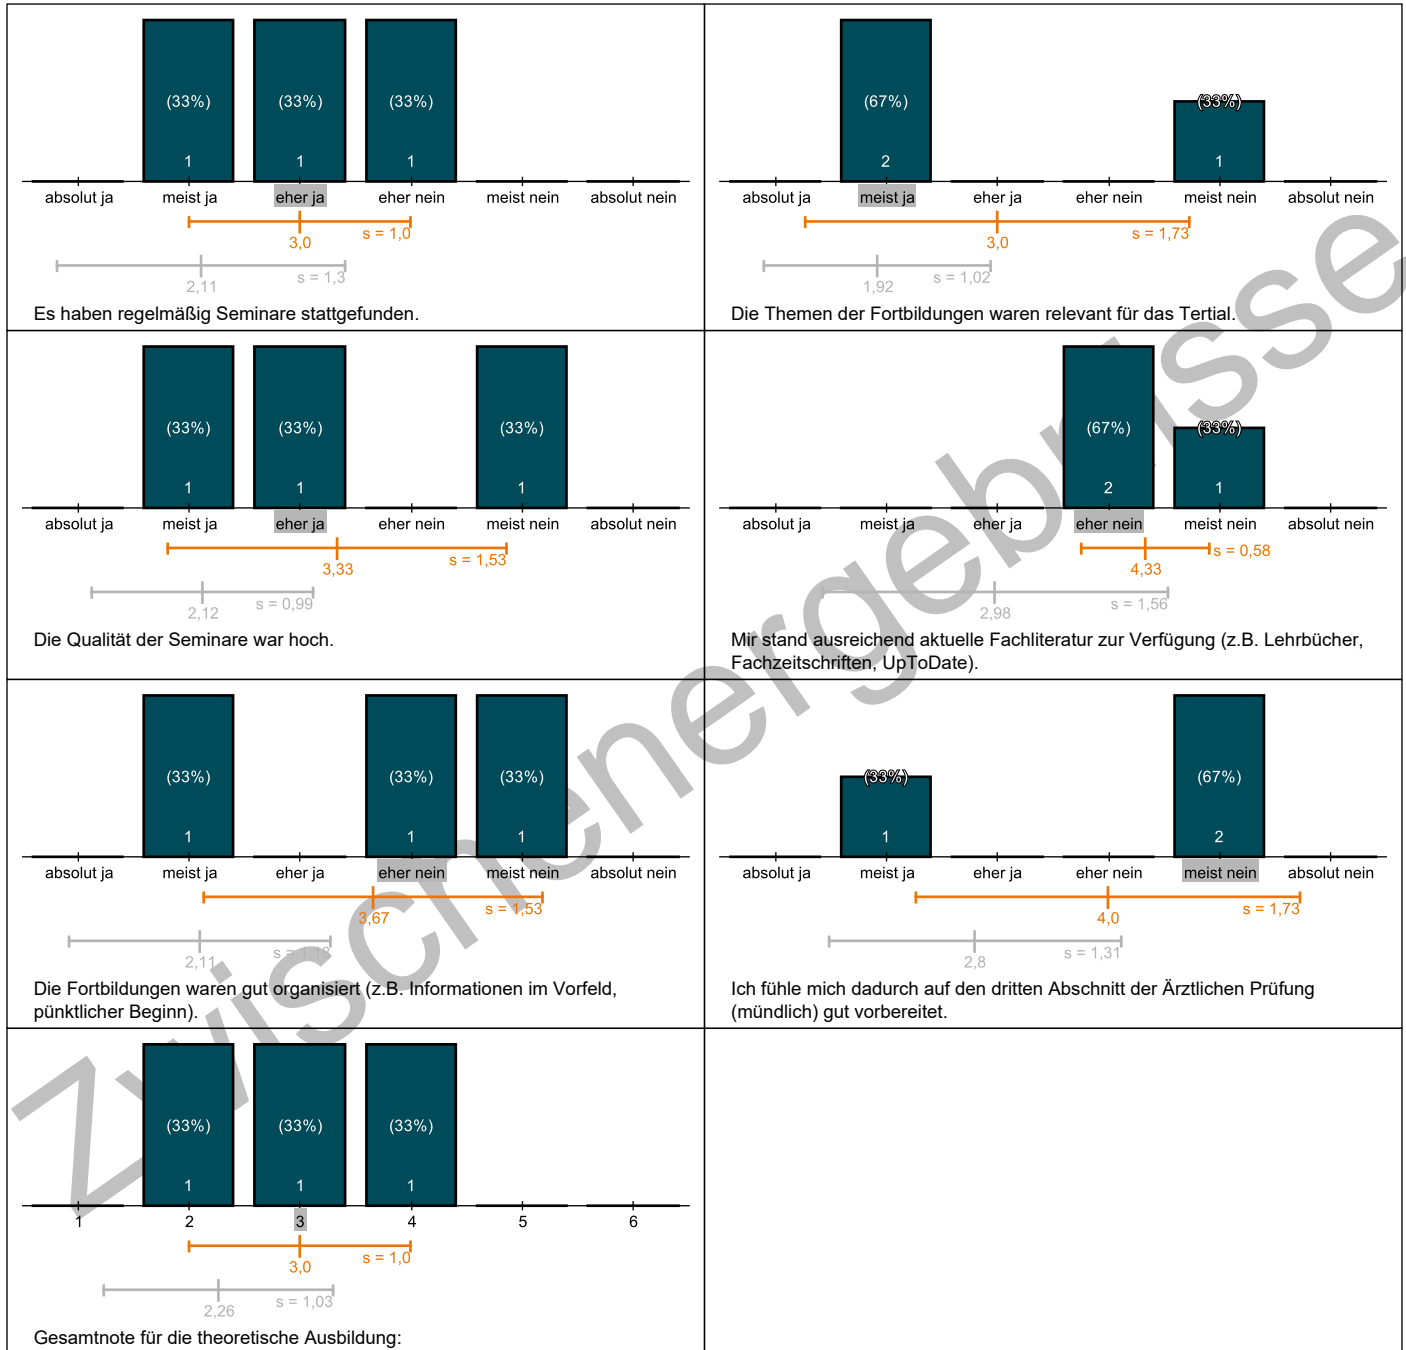 (33%) (33%) (33%)
1 1 1
absolut ja meist ja eher ja eher nein meist nein absolut nein
3,0 s = 1,0
2,11 s = 1,3
Es haben regelmäßig Seminare stattgefunden.
(67%) (33%)
2 1
absolut ja meist ja eher ja eher nein meist nein absolut nein
3,0 s = 1,73
1,92 s = 1,02
Die Themen der Fortbildungen waren relevant für das Tertial.
(33%) (33%) (33%)
1 1 1
absolut ja meist ja eher ja eher nein meist nein absolut nein
3,33 s = 1,53
2,12 s = 0,99
Die Qualität der Seminare war hoch.
(67%) (33%)
2 1
absolut ja meist ja eher ja eher nein meist nein absolut nein
4,33 s = 0,58
2,98 s = 1,56
Mir stand ausreichend aktuelle Fachliteratur zur Verfügung (z.B. Lehrbücher,
Fachzeitschriften, UpToDate).
(33%) (33%) (33%)
1 1 1
absolut ja meist ja eher ja eher nein meist nein absolut nein
3,67 s = 1,53
2,11 s = 1,18
Die Fortbildungen waren gut organisiert (z.B. Informationen im Vorfeld,
pünktlicher Beginn).
(33%) (67%)
1 2
absolut ja meist ja eher ja eher nein meist nein absolut nein
4,0 s = 1,73
2,8 s = 1,31
Ich fühle mich dadurch auf den dritten Abschnitt der Ärztlichen Prüfung
(mündlich) gut vorbereitet.
(33%) (33%) (33%)
1 1 1
1 2 3 4 5 6
3,0 s = 1,0
2,26 s = 1,03
Gesamtnote für die theoretische Ausbildung:
Zwischenergebnisse